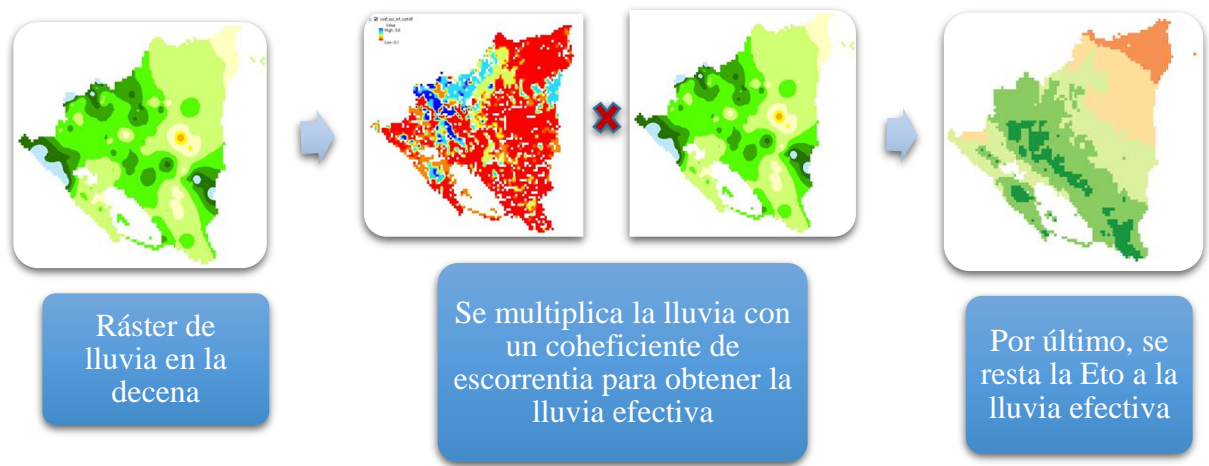 Value
Ráster de
lluvia en la
decena
Se multiplica la lluvia con
un coheficiente de
escorrentia para obtener la
lluvia efectiva
Por último, se
resta la Eto a la
lluvia efectiva